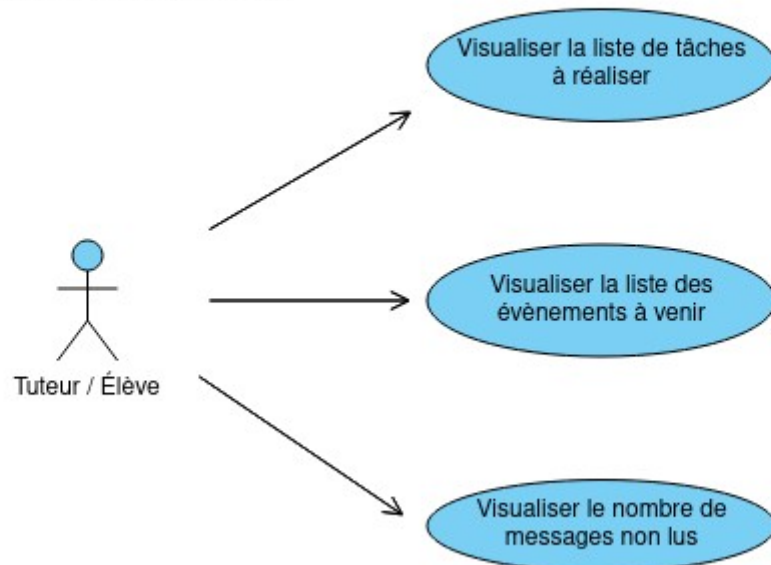 Visualiser la liste de tâches
à réaliser
Visualiser la liste des
évènements à venir
Tuteur / Élève
Visualiser le nombre de
messages non lus